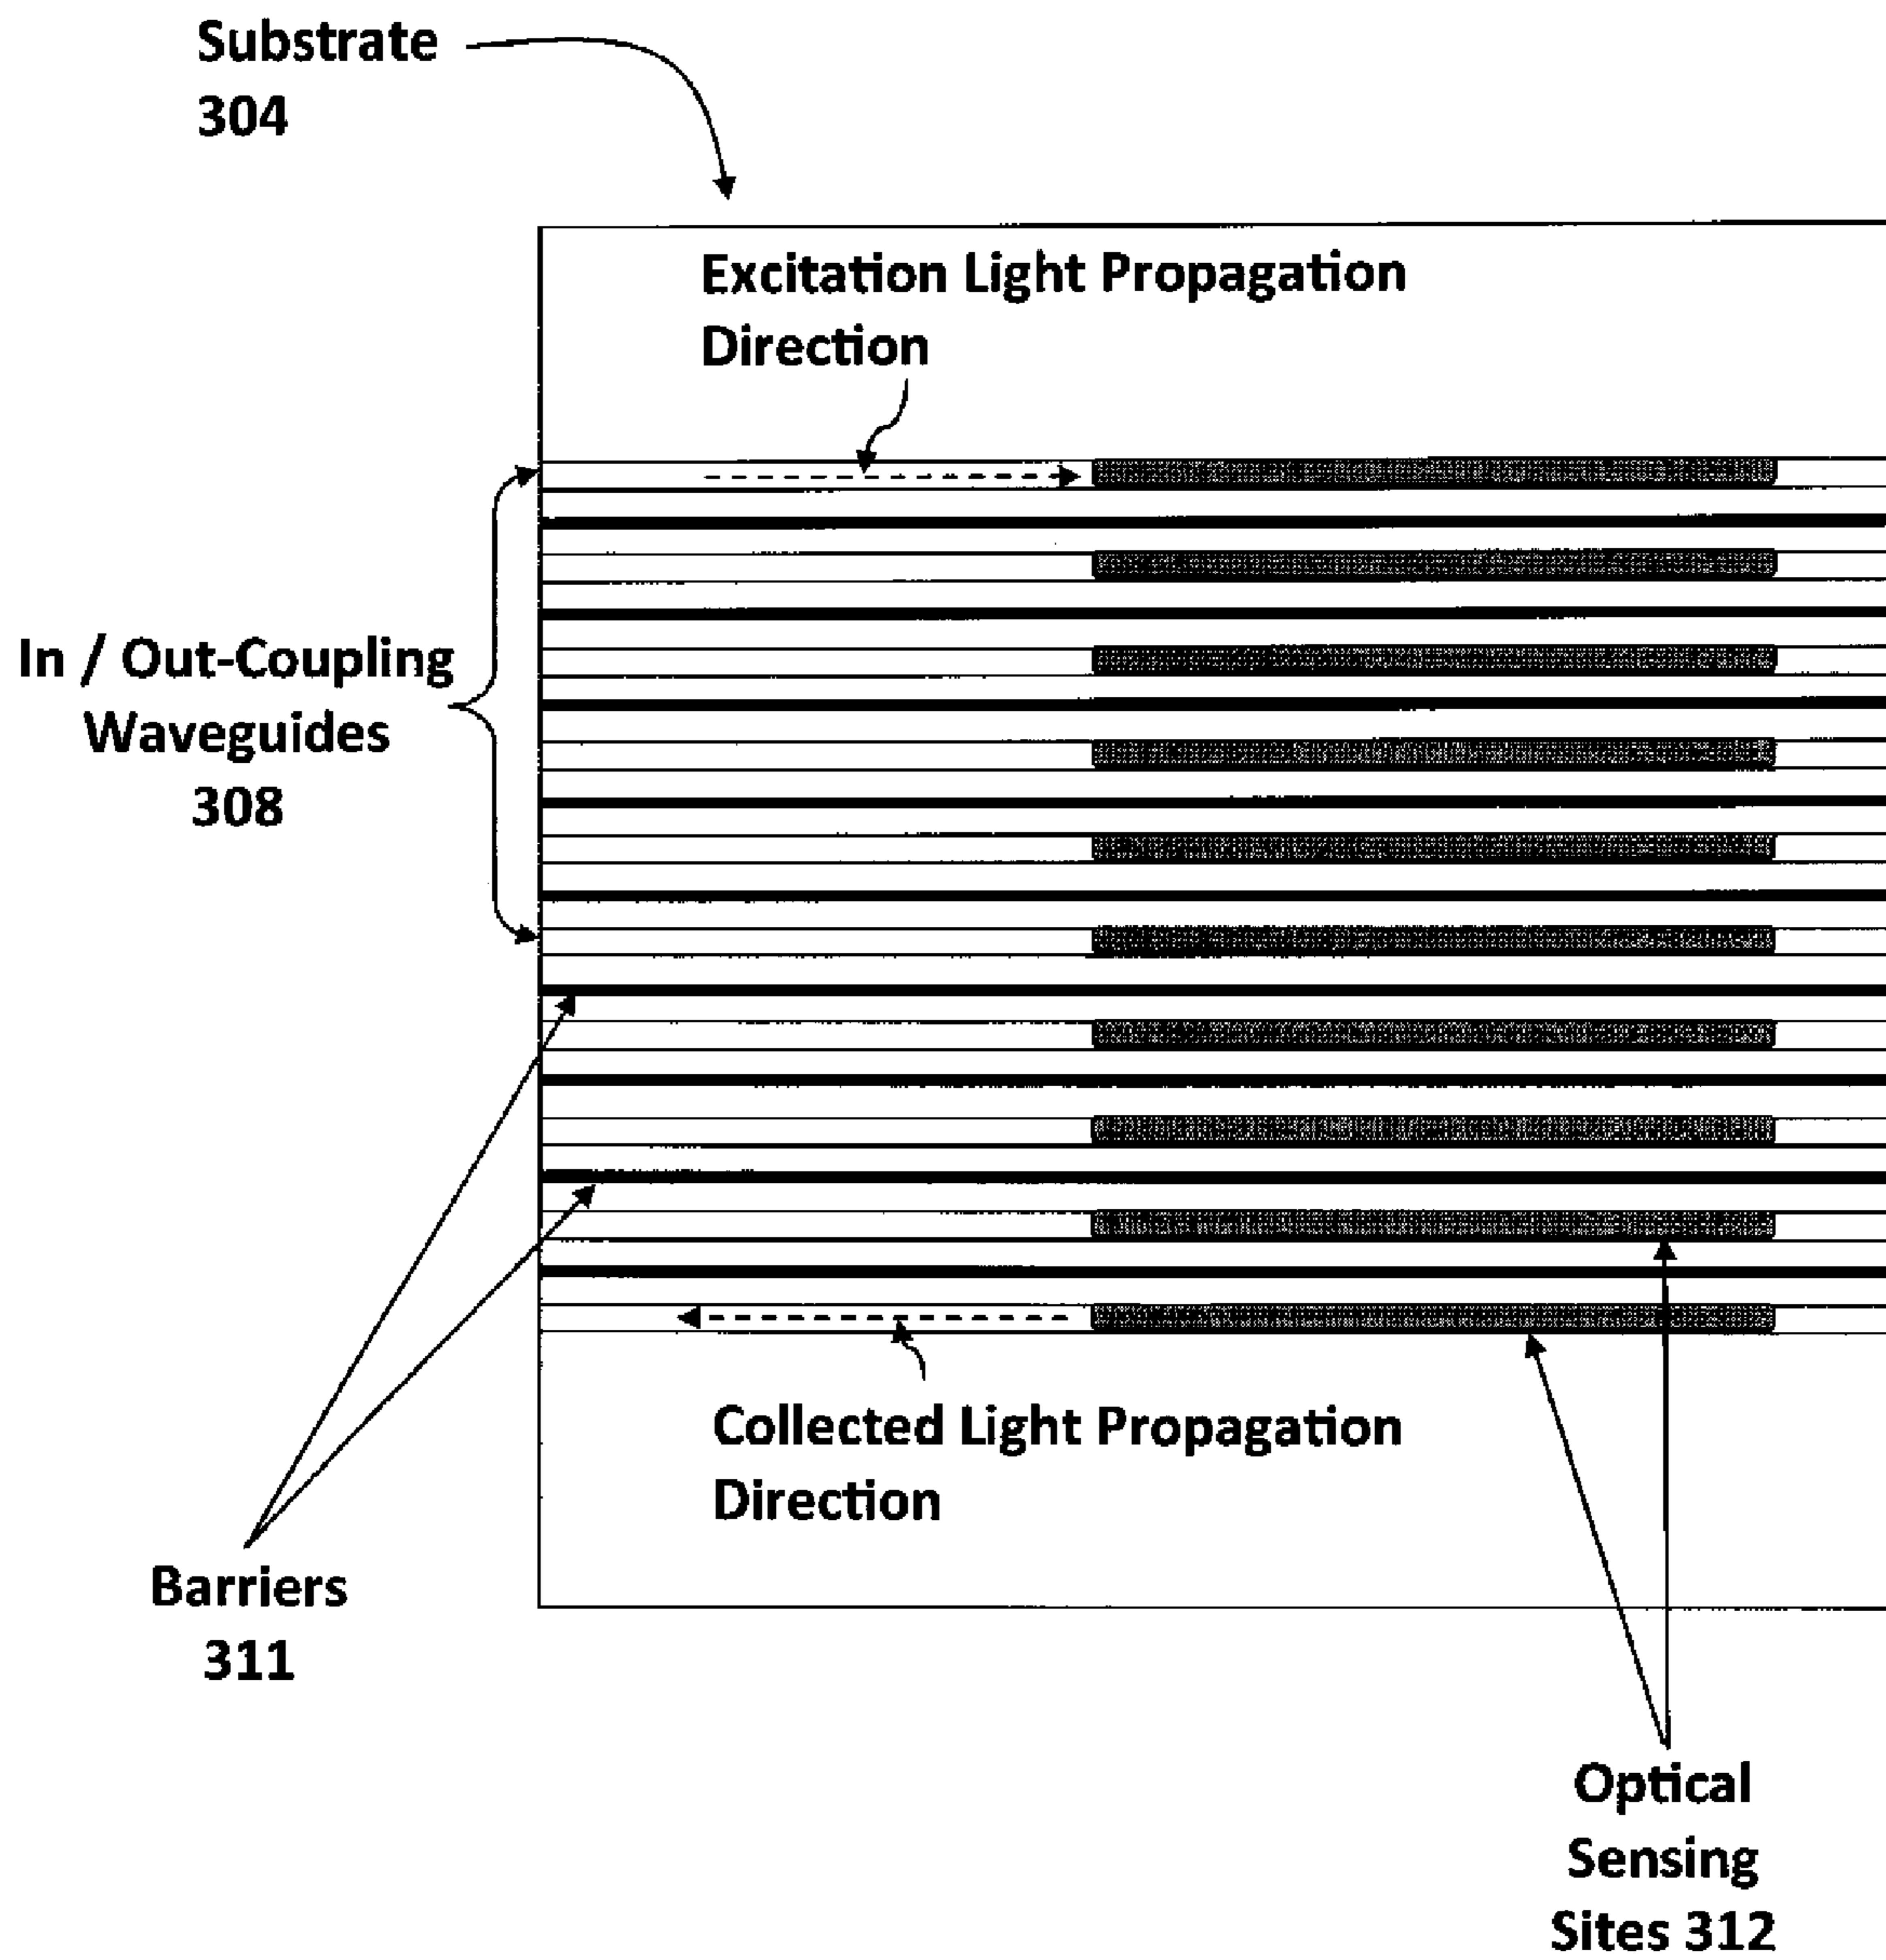 Substrate
304
Excitation Light Propagation
Direction
In / Out-Coupling
Waveguides
308
Collected Light Propagation
Direction
Barriers
311
Optical
Sensing
Sites 312